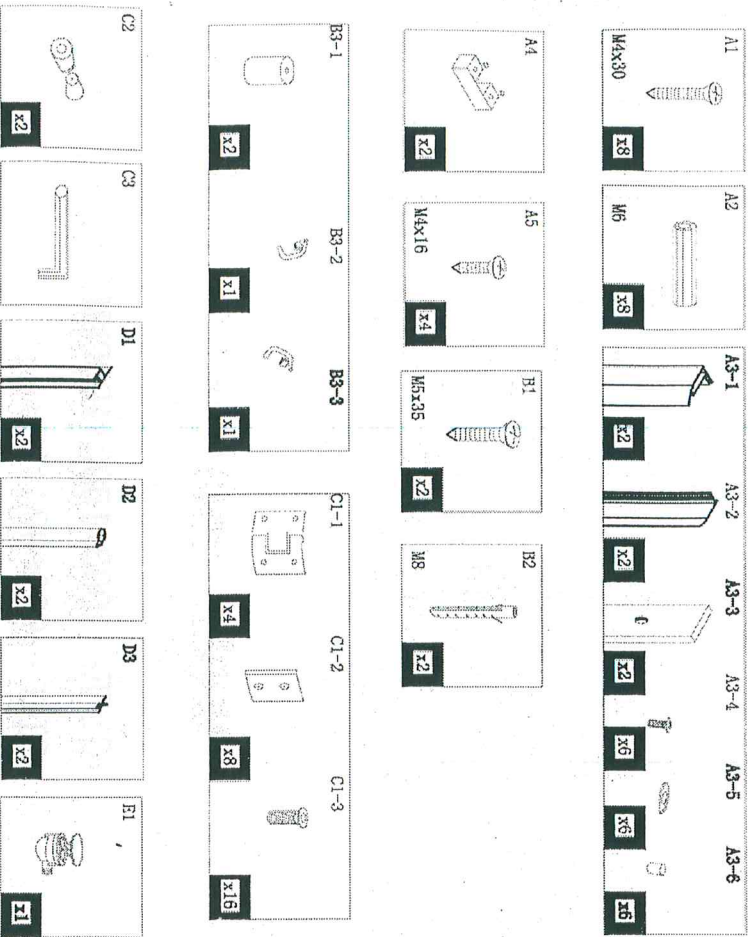 A1
M4x30
x8
A2
M6
x8
A3-1
x2
A3-2
x2
A3-3
x2
A3-4
x6
A3-5
x6
A3-6
x6
A4
x2
A5
M4x16
x4
B1
M5x35
x2
B2
M8
x2
B3-1
x2
B3-2
x1
B3-3
x1
C1-1
x4
C1-2
x8
C1-3
x16
C2
x2
C3
D1
x2
D2
x2
D3
x2
E1
x1